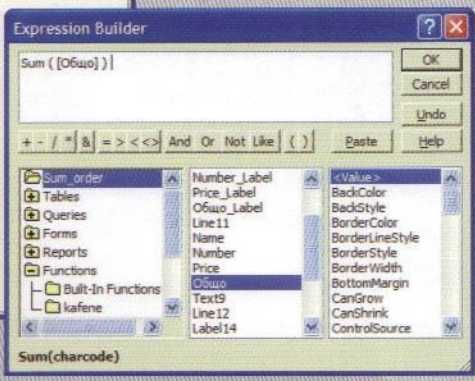 Expression Builder
Sum ( [Общо] )
OK
Cancel
Undo
Help
+ - / * & = > < <> And Or Not Like ( ) Paste
Sum_order
Tables
Queries
Forms
Reports
Functions
Built-In Functions
kafene
Number_Label
Price_Label
Общо_Label
Line11
Name
Number
Price
Общо
Text9
Line12
Label14
<Value>
BackColor
BackStyle
BorderColor
BorderLineStyle
BorderStyle
BorderWidth
BottomMargin
CanGrow
CanShrink
ControlSource
Sum(charcode)